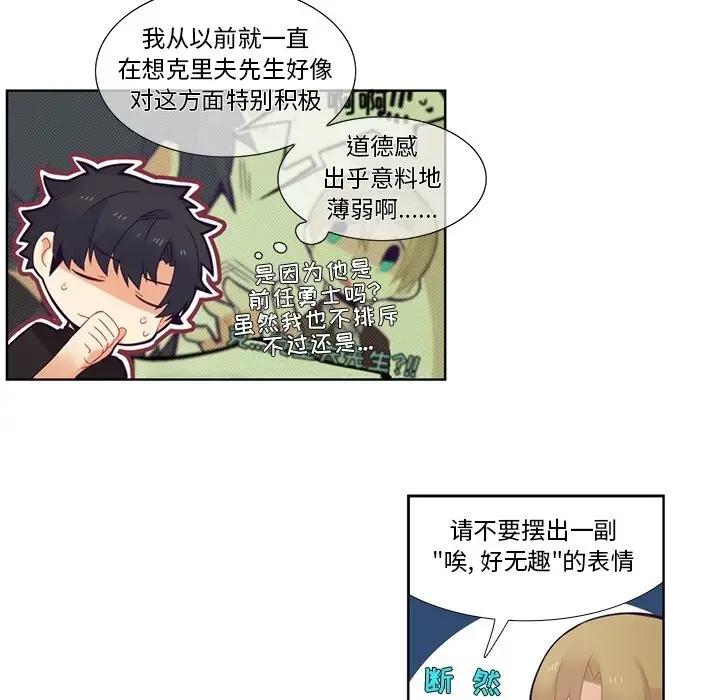 我从以前就一直
在想克里夫先生好像
对这方面特别积极
道德感
出乎意料地
薄弱啊……
是因为他是
前任勇士吗?
虽然我也不排斥
不过还是...
请不要摆出一副
"唉, 好无趣"的表情
断然